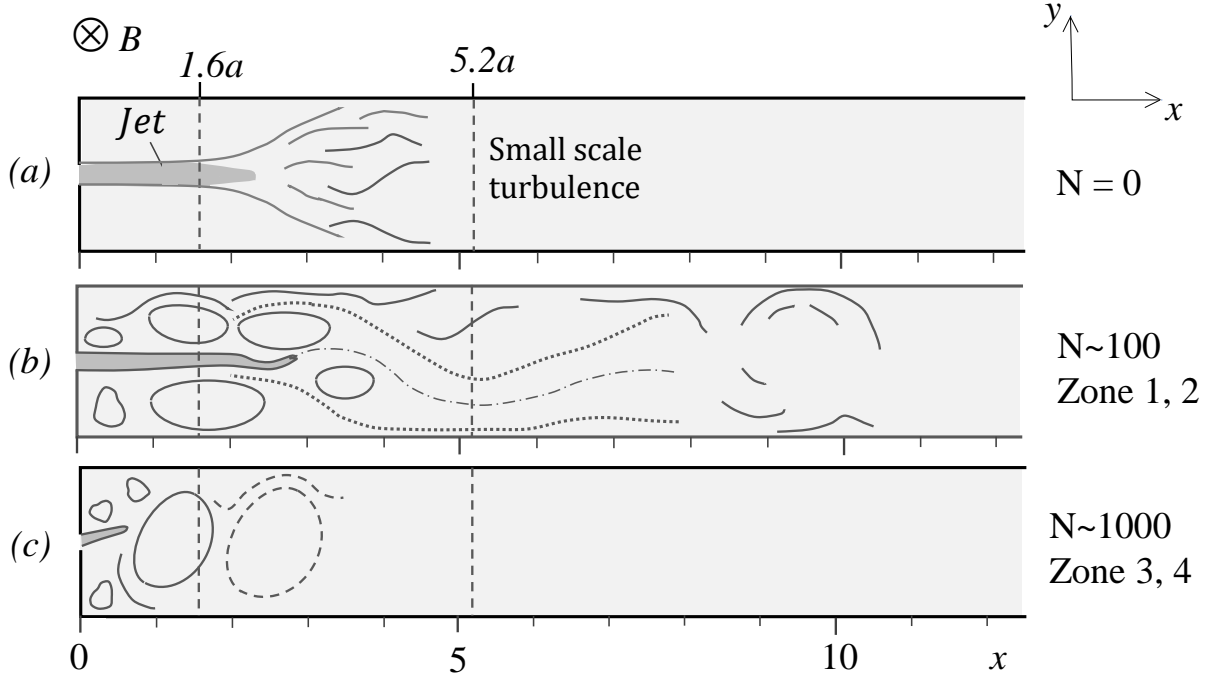 B
y
x
1.6a
5.2a
Jet
(a)
Small scale
turbulence
N = 0
(b)
N~100
Zone 1, 2
(c)
N~1000
Zone 3, 4
0
5
10
x